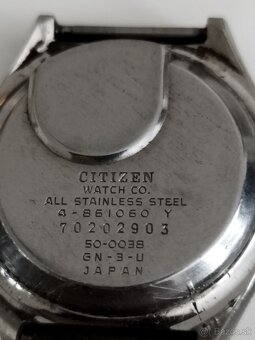 CITIZEN
WATCH CO.
ALL STAINLESS STEEL
4-861060 Y
70202903
50-0038
GN-3-U
JAPAN